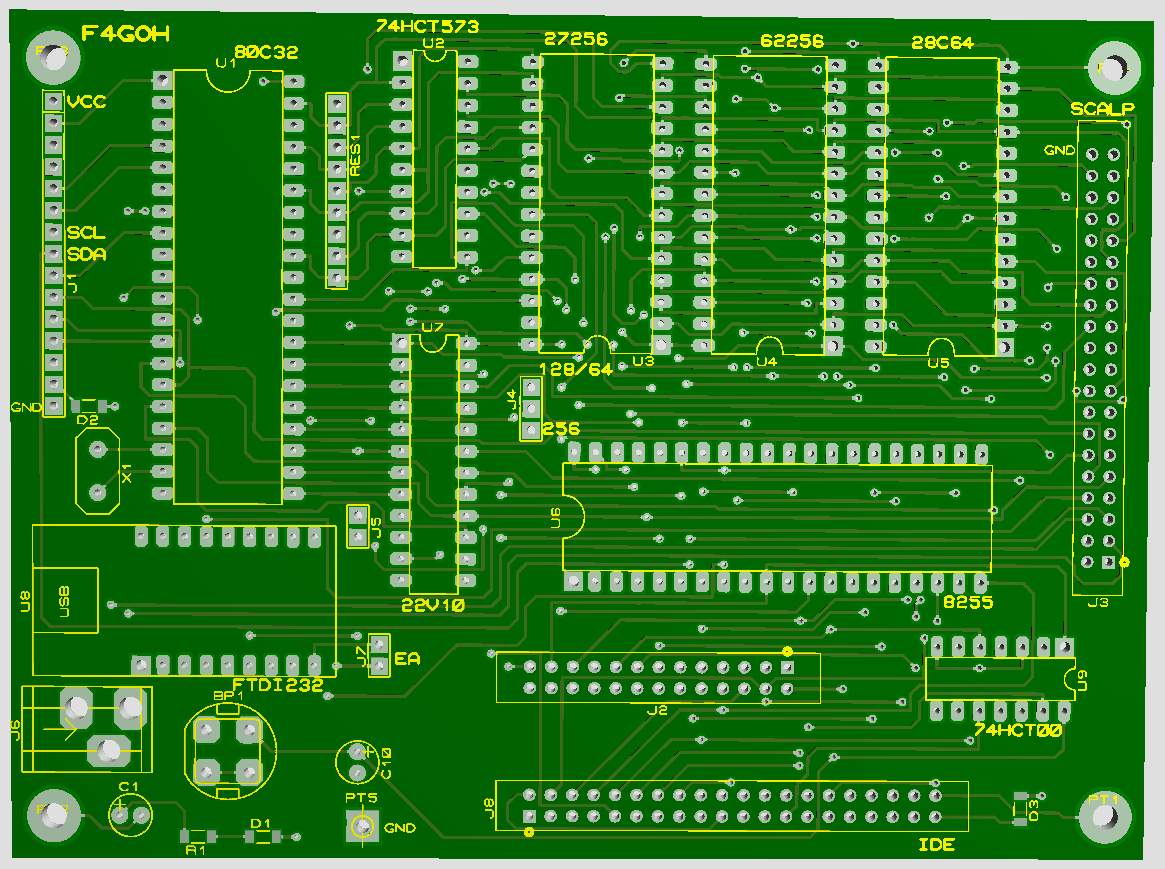 F4GOH
80C32
U1
74HCT573
U2
27256
62256
28C64
SCALP
VCC
RES1
GND
SCL
SDA
J1
U7
U3
U4
U5
128/64
J4
256
GND
D2
X1
U6
J5
U8
USB
22V10
8255
J3
J7
EA
FTDI232
BP1
J2
U9
74HCT00
J6
C10
C1
PT5
GND
D1
R1
J8
D3
PT1
IDE